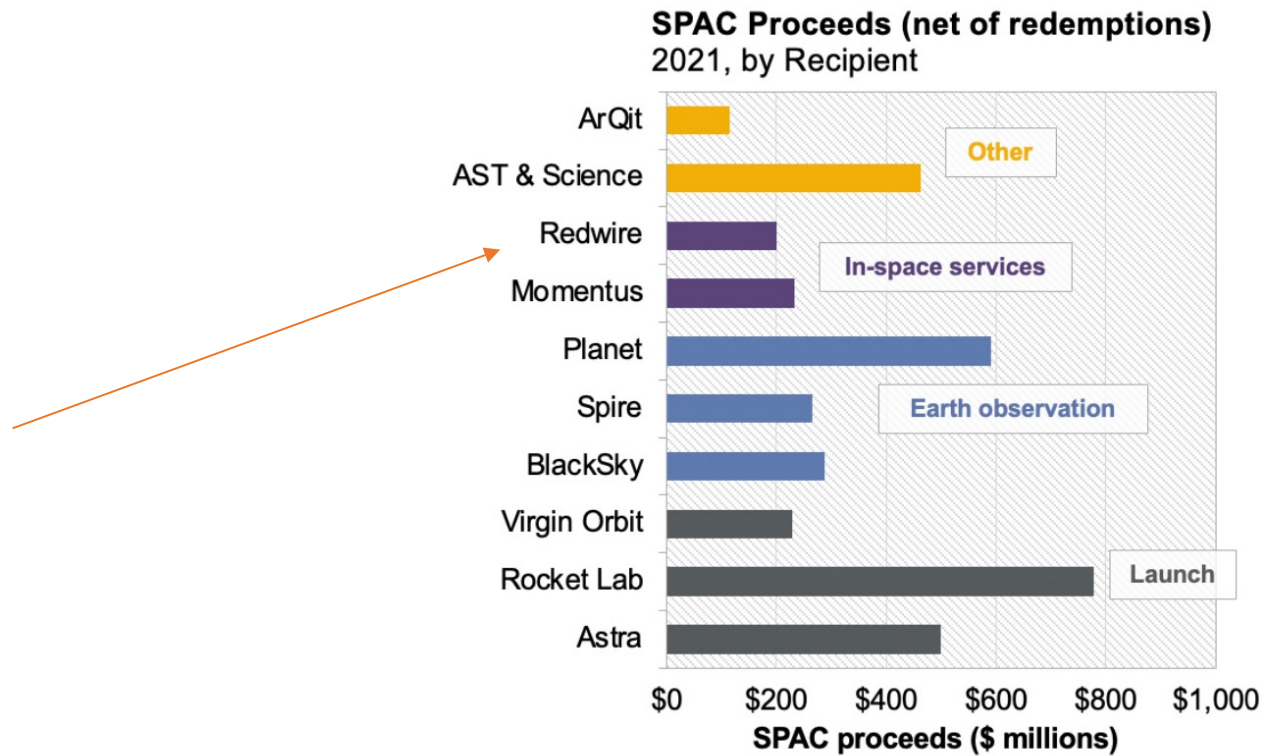 SPAC Proceeds (net of redemptions)
2021, by Recipient
ArQit
Other
AST & Science
Redwire
In-space services
Momentus
Planet
Spire
Earth observation
BlackSky
Virgin Orbit
Rocket Lab
Launch
Astra
$0 $200 $400 $600 $800 $1,000
SPAC proceeds ($ millions)